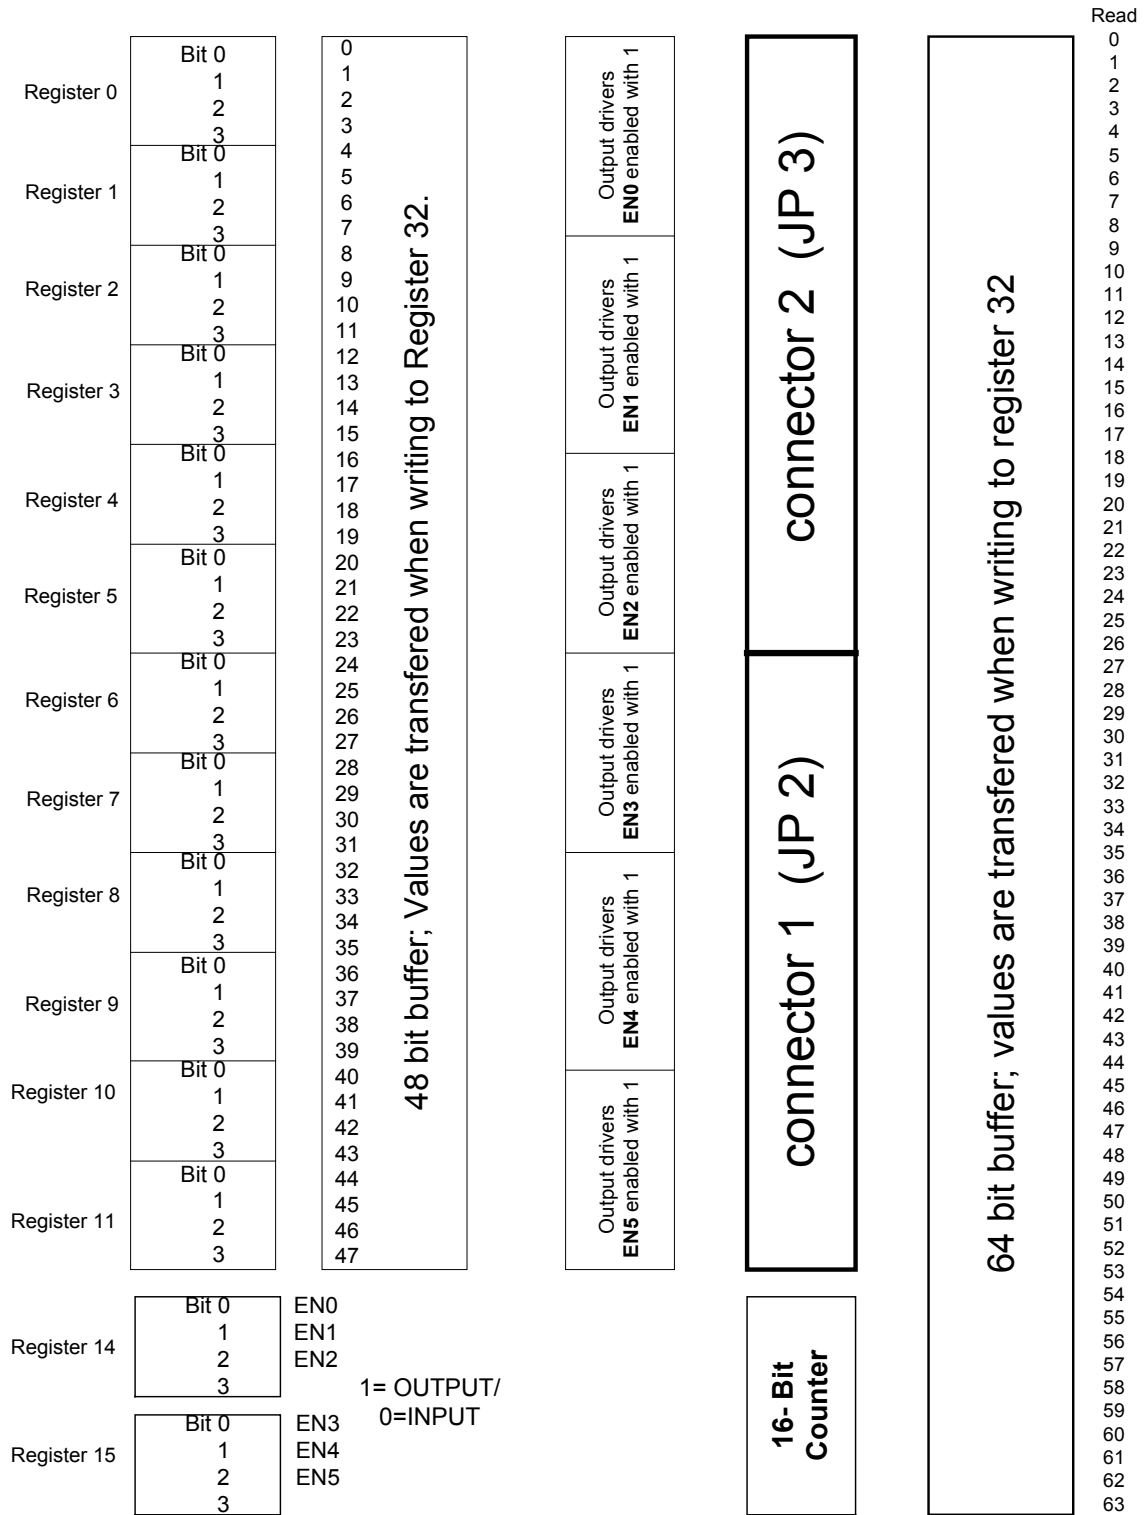 Read
Register 0
Bit 0
1
2
3
Register 1
Bit 0
1
2
3
Register 2
Bit 0
1
2
3
Register 3
Bit 0
1
2
3
Register 4
Bit 0
1
2
3
Register 5
Bit 0
1
2
3
Register 6
Bit 0
1
2
3
Register 7
Bit 0
1
2
3
Register 8
Bit 0
1
2
3
Register 9
Bit 0
1
2
3
Register 10
Bit 0
1
2
3
Register 11
Bit 0
1
2
3
0
1
2
3
4
5
6
7
8
9
10
11
12
13
14
15
16
17
18
19
20
21
22
23
24
25
26
27
28
29
30
31
32
33
34
35
36
37
38
39
40
41
42
43
44
45
46
47
48 bit buffer; Values are transfered when writing to Register 32.
Output drivers
EN0 enabled with 1
Output drivers
EN1 enabled with 1
Output drivers
EN2 enabled with 1
Output drivers
EN3 enabled with 1
Output drivers
EN4 enabled with 1
Output drivers
EN5 enabled with 1
connector 2 (JP 3)
connector 1 (JP 2)
64 bit buffer; values are transfered when writing to register 32
0
1
2
3
4
5
6
7
8
9
10
11
12
13
14
15
16
17
18
19
20
21
22
23
24
25
26
27
28
29
30
31
32
33
34
35
36
37
38
39
40
41
42
43
44
45
46
47
48
49
50
51
52
53
54
55
56
57
58
59
60
61
62
63
Register 14
Bit 0
1
2
3
EN0
EN1
EN2
1= OUTPUT/
0=INPUT
Register 15
Bit 0
1
2
3
EN3
EN4
EN5
16- Bit
Counter